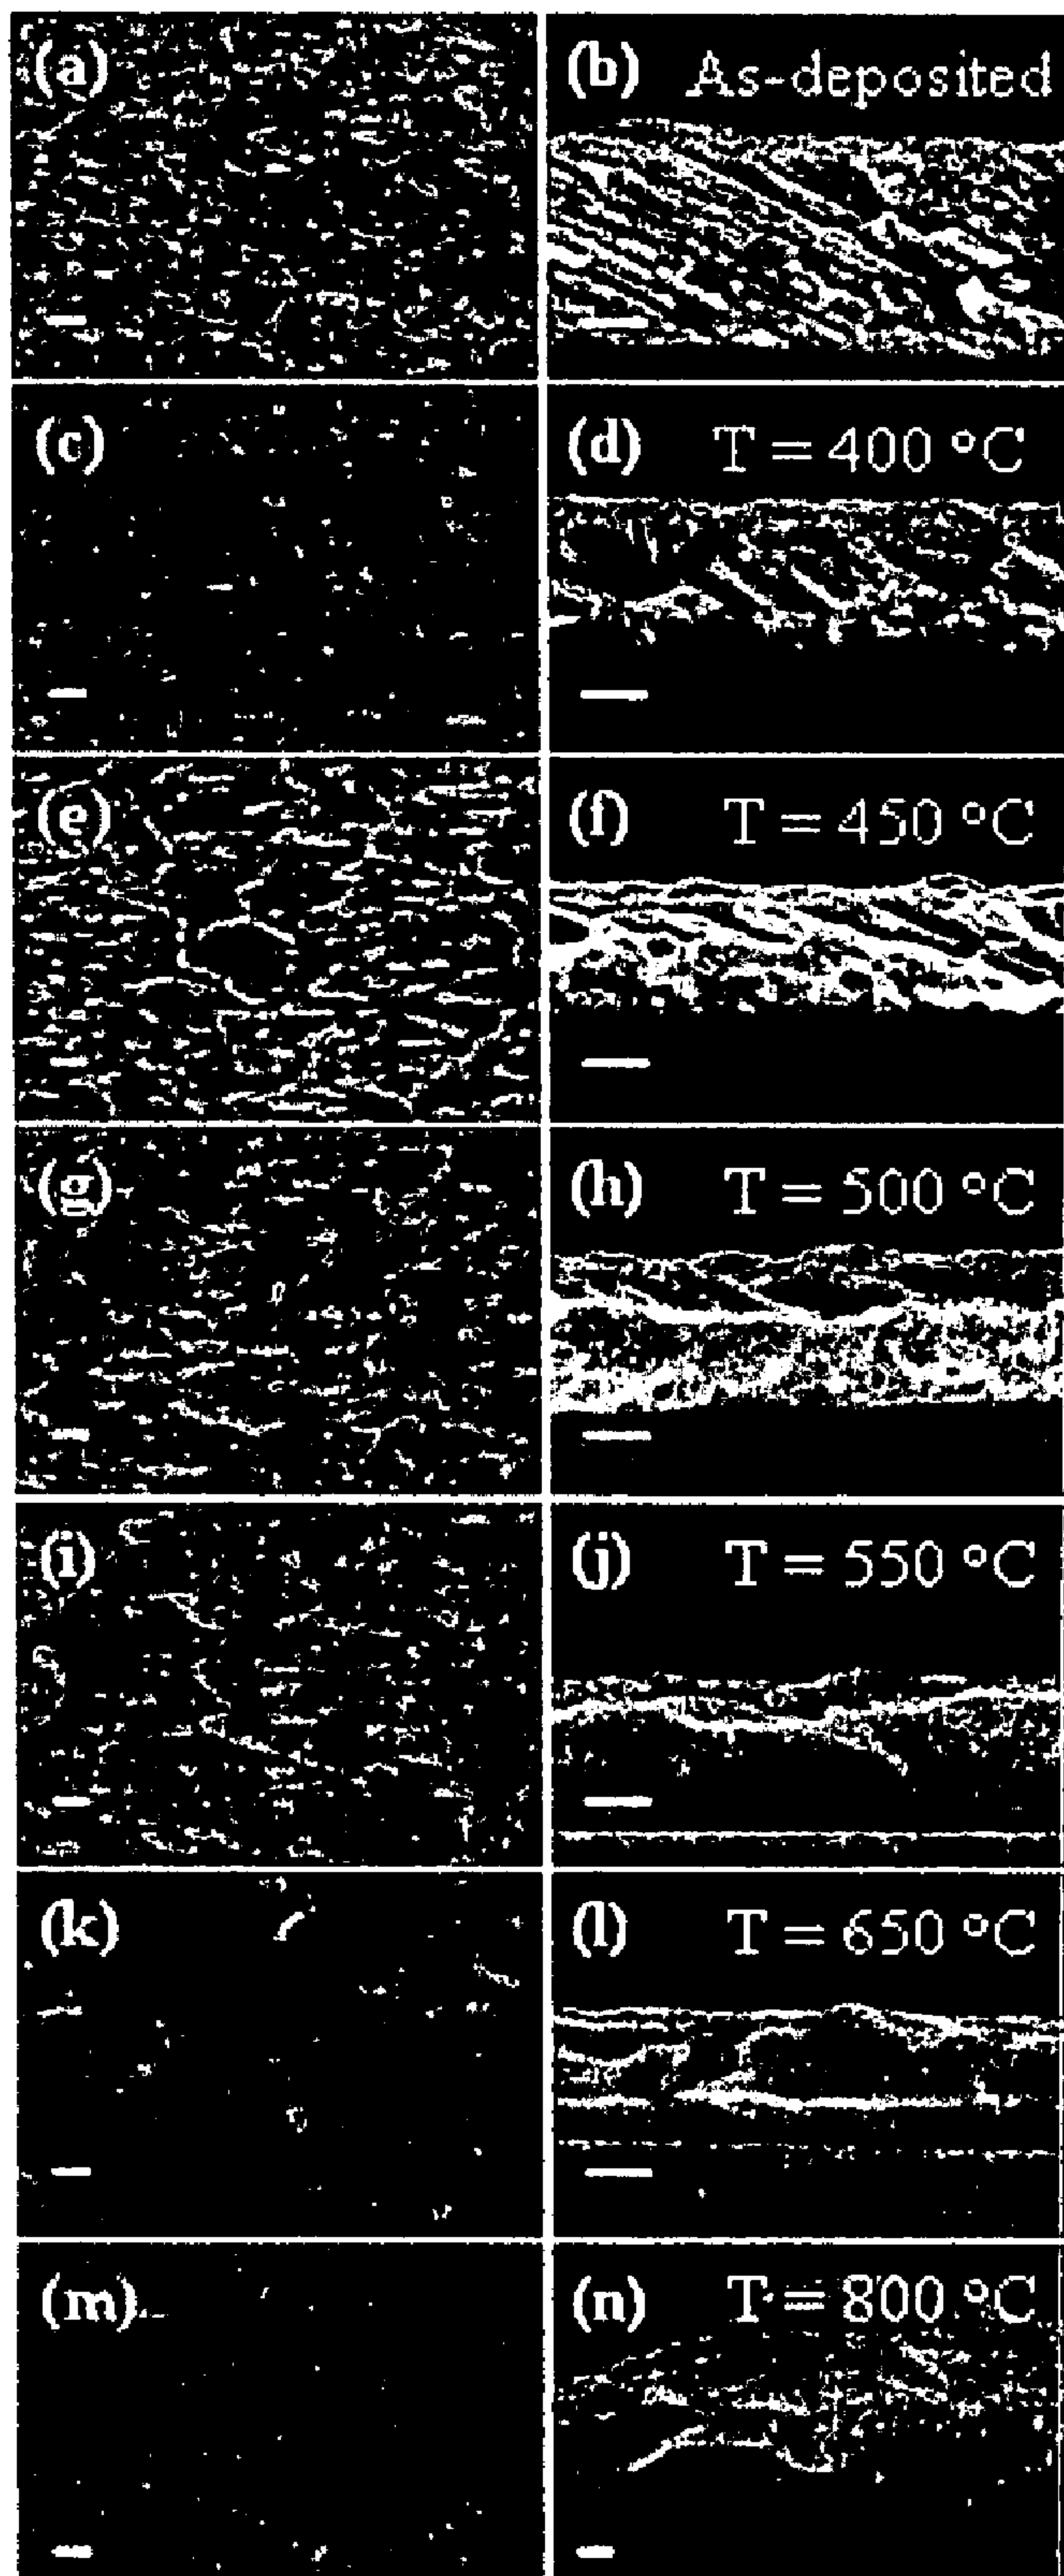 (a)
(b) As-deposited
(c)
(d) T = 400 °C
(e)
(f) T = 450 °C
(g)
(h) T = 500 °C
(i)
(j) T = 550 °C
(k)
(l) T = 650 °C
(m)
(n) T = 800 °C